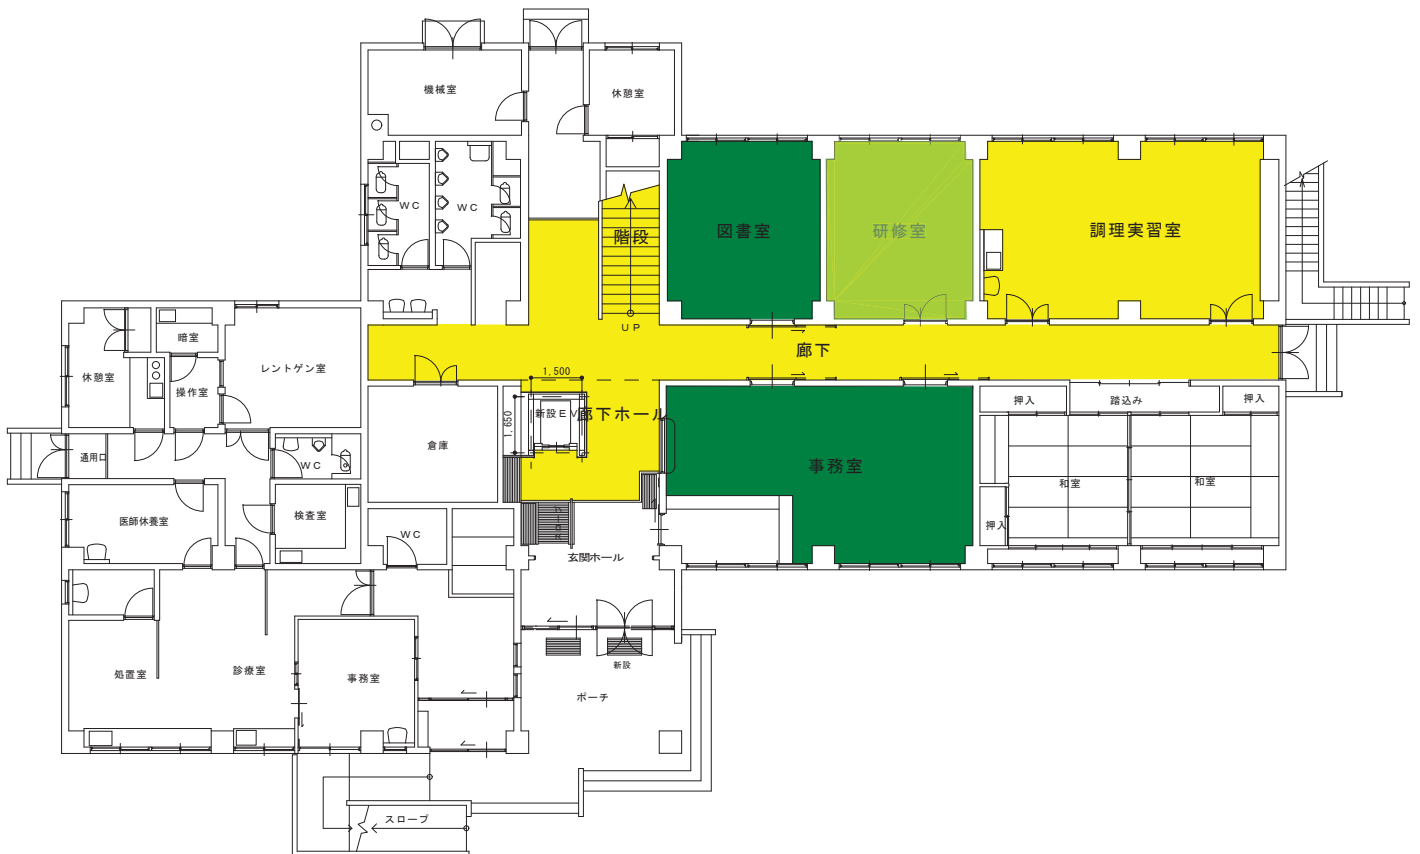 機械室
休憩室
WC
WC
階段
図書室
研修室
調理実習室
UP
廊下
暗室
レントゲン室
休憩室
操作室
1,500
1,650
新設EV
廊下ホール
押入
踏込み
押入
倉庫
通用口
WC
事務室
和室
和室
医師休養室
検査室
押入
WC
玄関ホール
処置室
診療室
事務室
新設
ポーチ
スロープ